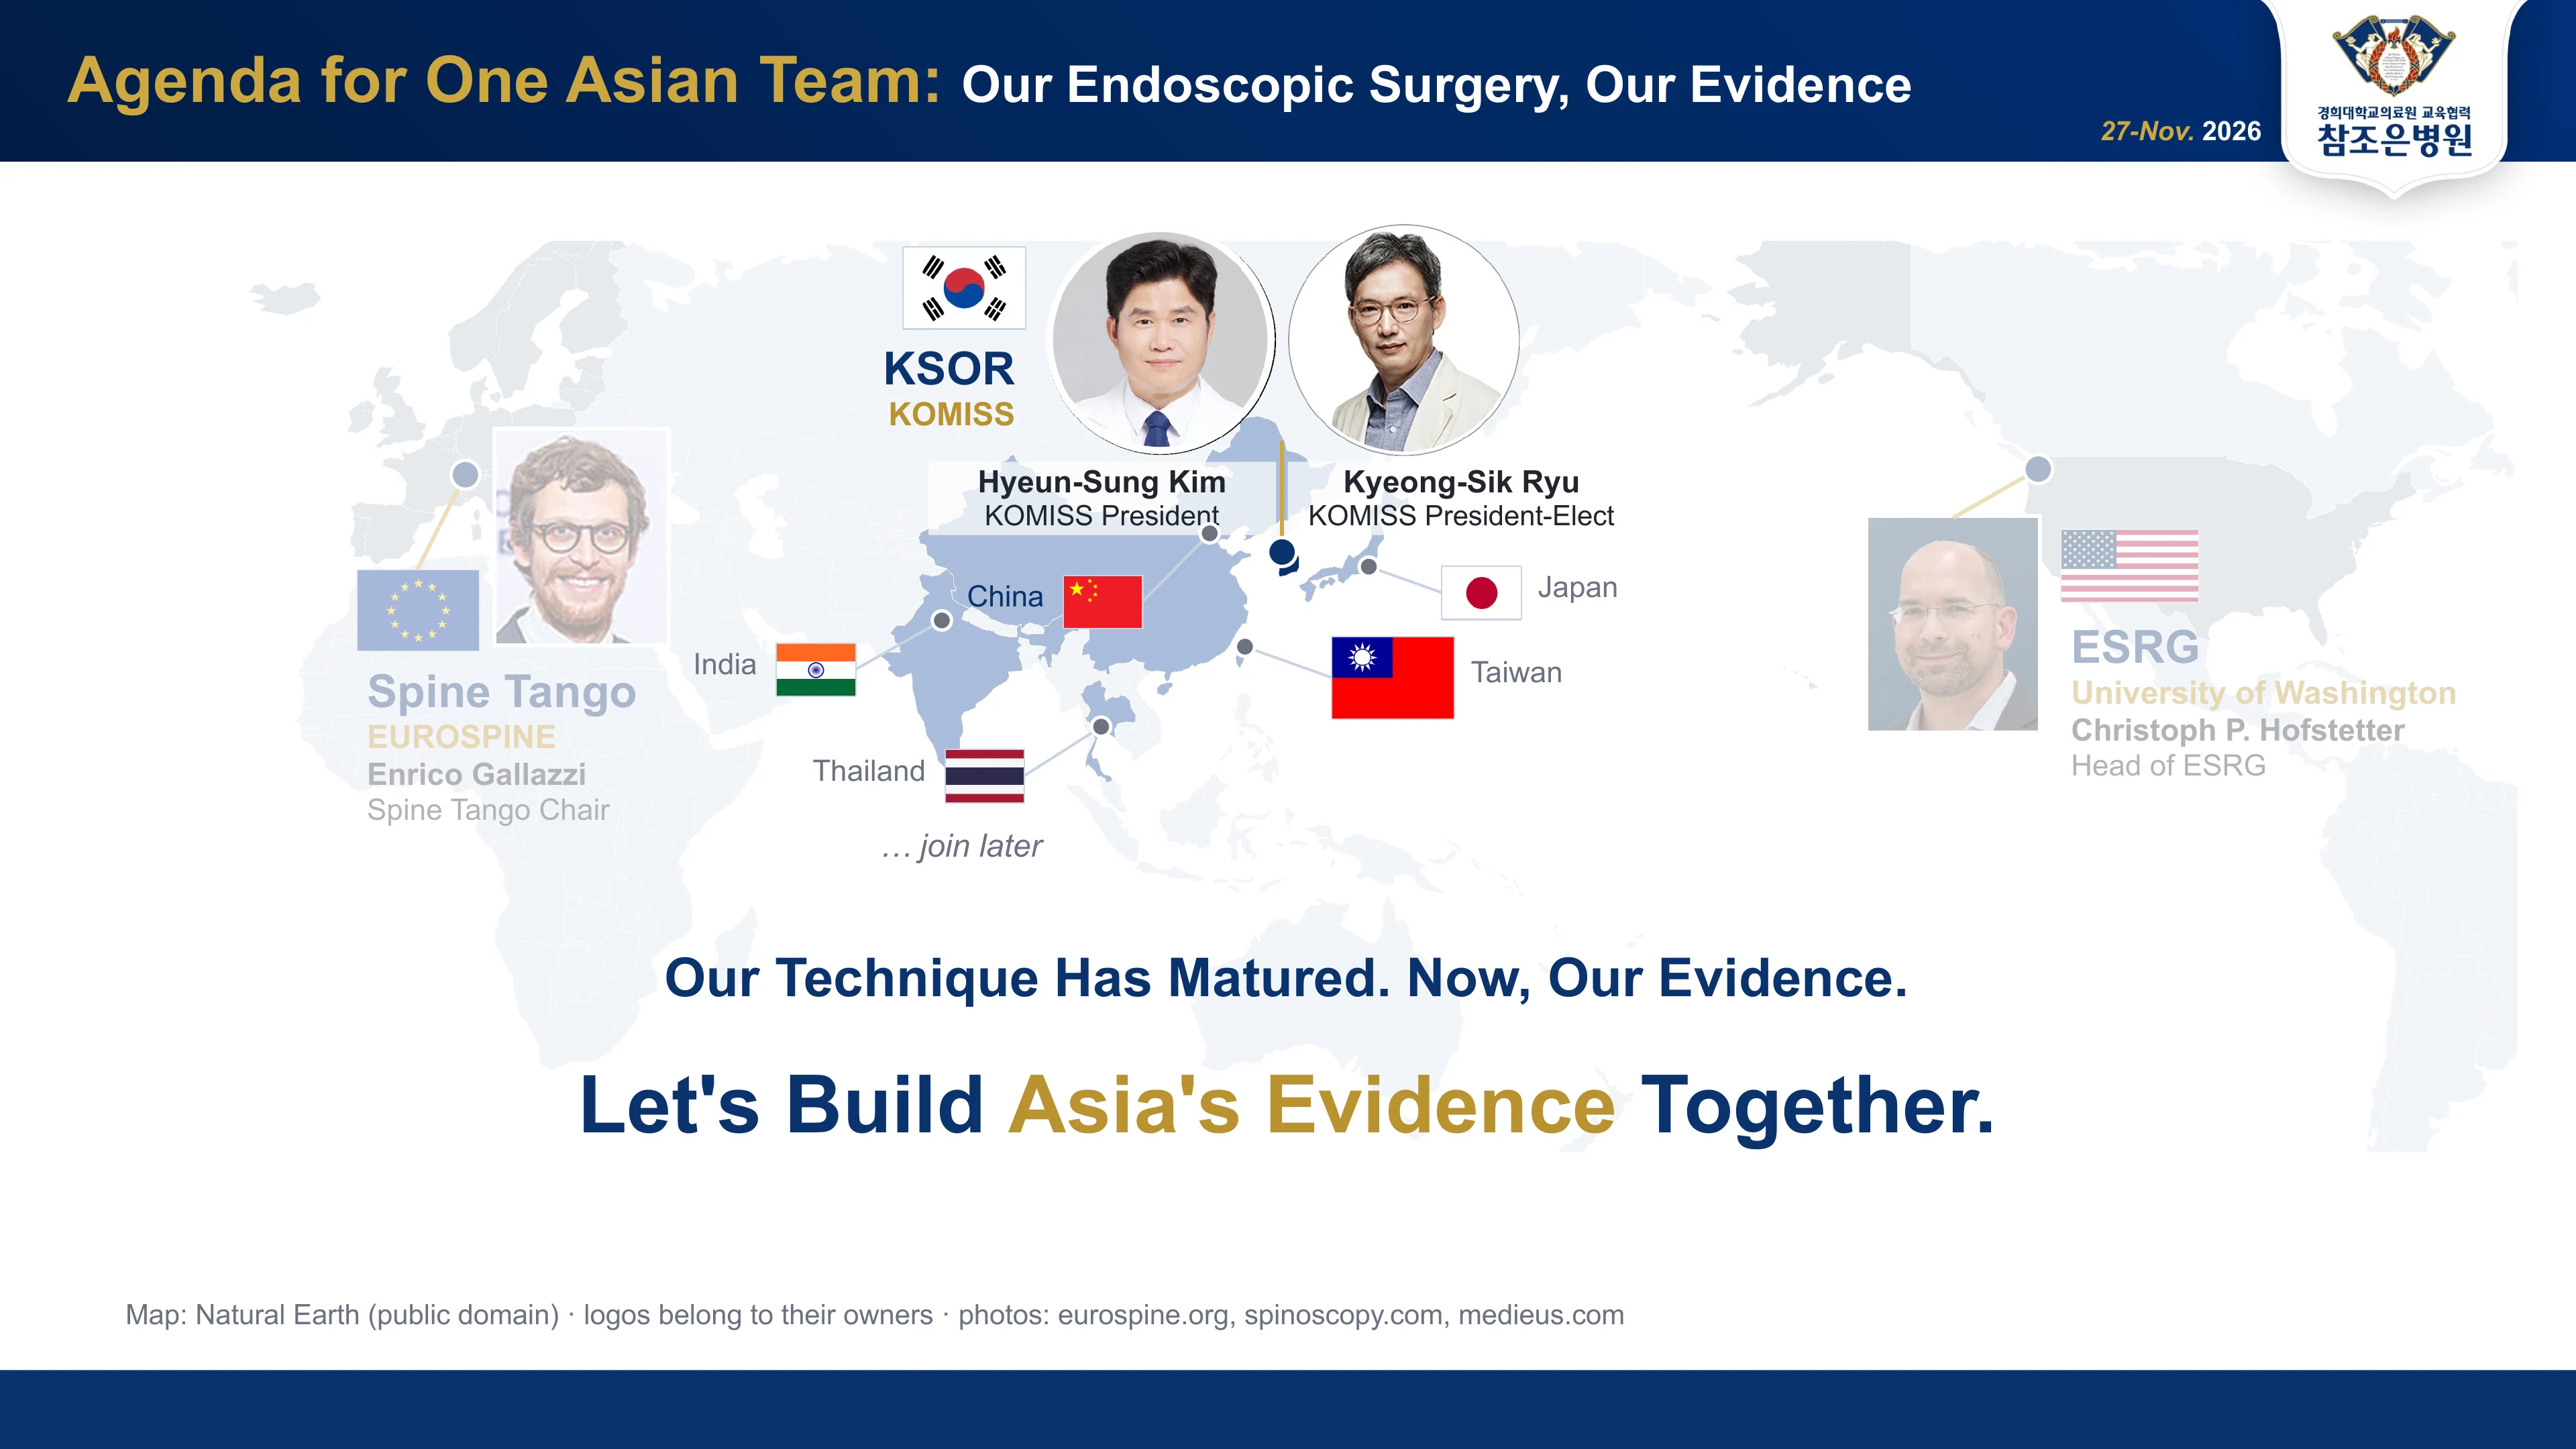 Agenda for One Asian Team: Our Endoscopic Surgery, Our Evidence
27-Nov. 2026
경희대학교의료원 교육협력
참조은병원
KSOR
KOMISS
Hyeun-Sung Kim
KOMISS President
Kyeong-Sik Ryu
KOMISS President-Elect
China
Japan
India
Taiwan
Thailand
… join later
Spine Tango
EUROSPINE
Enrico Gallazzi
Spine Tango Chair
ESRG
University of Washington
Christoph P. Hofstetter
Head of ESRG
Our Technique Has Matured. Now, Our Evidence.
Let's Build Asia's Evidence Together.
Map: Natural Earth (public domain) · logos belong to their owners · photos: eurospine.org, spinoscopy.com, medieus.com